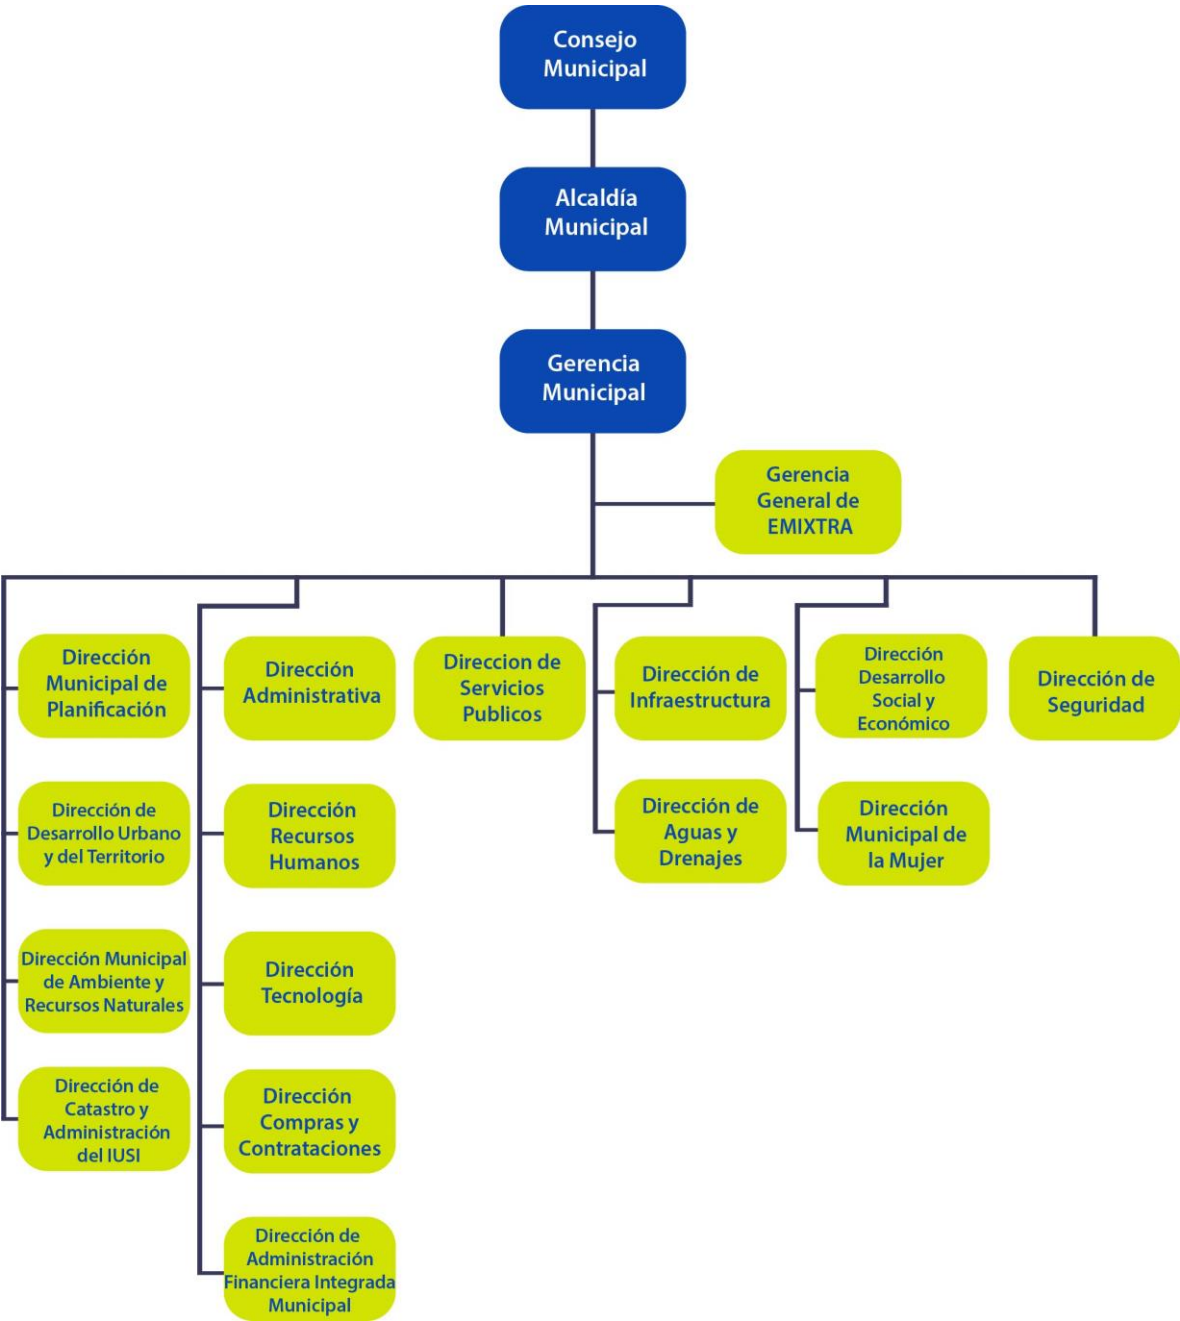 Consejo
Municipal
Alcaldía
Municipal
Gerencia
Municipal
Gerencia
General de
EMIXTRA
Dirección
Municipal de
Planificación
Dirección
Administrativa
Direccion de
Servicios
Publicos
Dirección de
Infraestructura
Dirección
Desarrollo
Social y
Económico
Dirección de
Seguridad
Dirección de
Desarrollo Urbano
y del Territorio
Dirección
Recursos
Humanos
Dirección de
Aguas y
Drenajes
Dirección
Municipal de
la Mujer
Dirección Municipal
de Ambiente y
Recursos Naturales
Dirección
Tecnología
Dirección de
Catastro y
Administración
del IUSI
Dirección
Compras y
Contrataciones
Dirección de
Administración
Financiera Integrada
Municipal